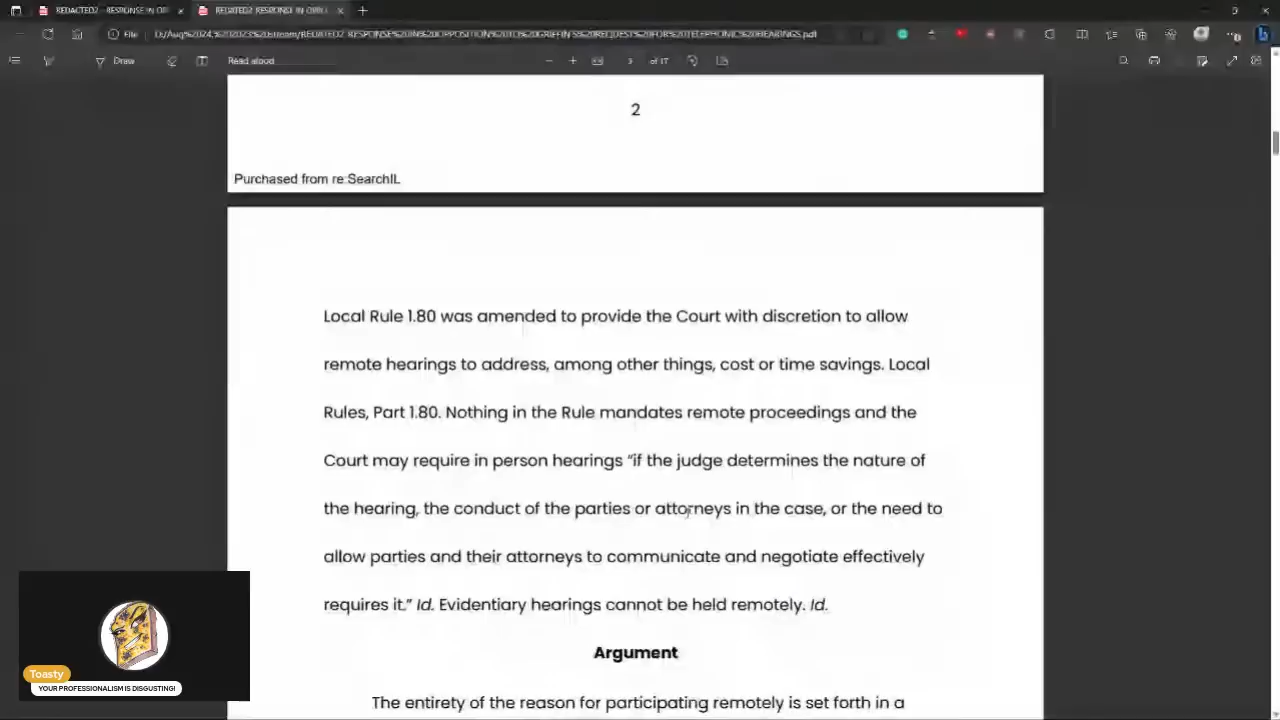 File
Draw
Read aloud
3 of 17
2
Purchased from re:SearchIL
Local Rule 1.80 was amended to provide the Court with discretion to allow
remote hearings to address, among other things, cost or time savings. Local
Rules, Part 1.80. Nothing in the Rule mandates remote proceedings and the
Court may require in person hearings “if the judge determines the nature of
the hearing, the conduct of the parties or attorneys in the case, or the need to
allow parties and their attorneys to communicate and negotiate effectively
requires it.” Id. Evidentiary hearings cannot be held remotely. Id.
Argument
The entirety of the reason for participating remotely is set forth in a
Toasty
YOUR PROFESSIONALISM IS DISGUSTING!